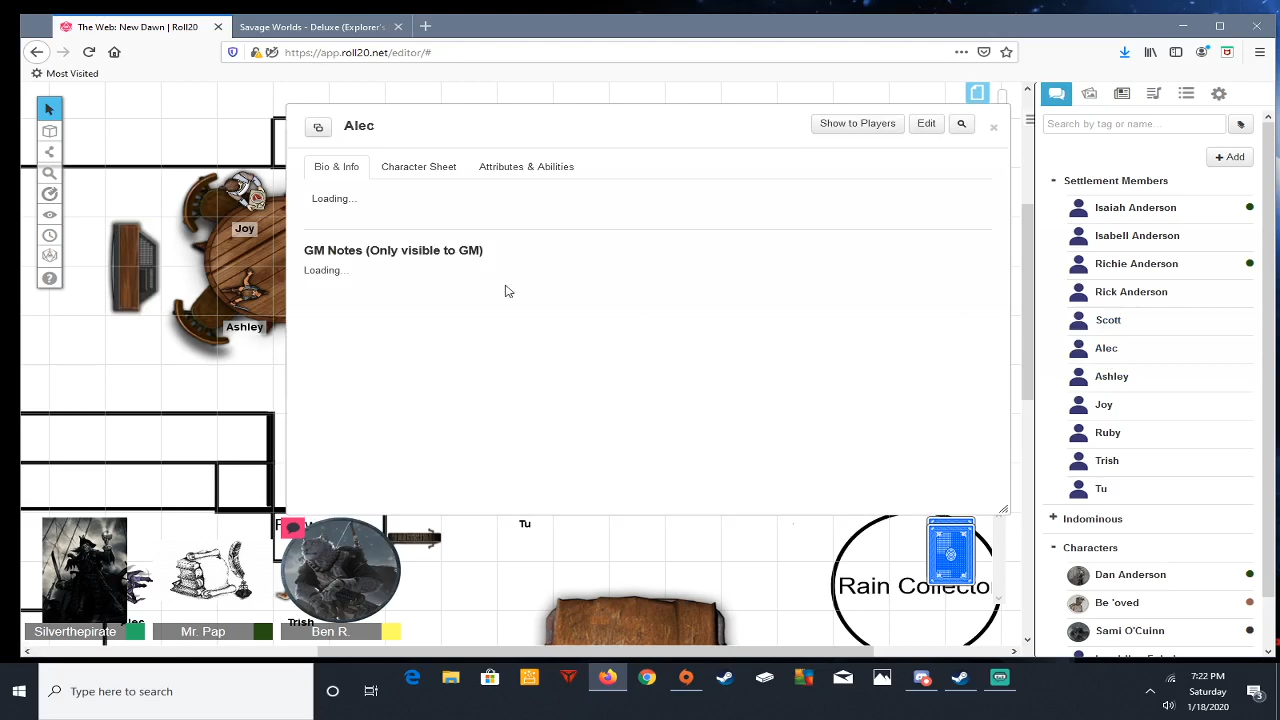 The Web: New Dawn | Roll20
Savage Worlds - Deluxe (Explorer's
https://app.roll20.net/editor/#
Most Visited
Alec
Show to Players
Edit
Bio & Info
Character Sheet
Attributes & Abilities
Loading...
GM Notes (Only visible to GM)
Loading...
Joy
Ashley
Tu
Rain Collecto
Trish
Silverthepirate
Mr. Pap
Ben R.
Search by tag or name...
+ Add
- Settlement Members
Isaiah Anderson
Isabell Anderson
Richie Anderson
Rick Anderson
Scott
Alec
Ashley
Joy
Ruby
Trish
Tu
+ Indominous
- Characters
Dan Anderson
Be 'oved
Sami O'Cuinn
Type here to search
7:22 PM
Saturday
1/18/2020
3